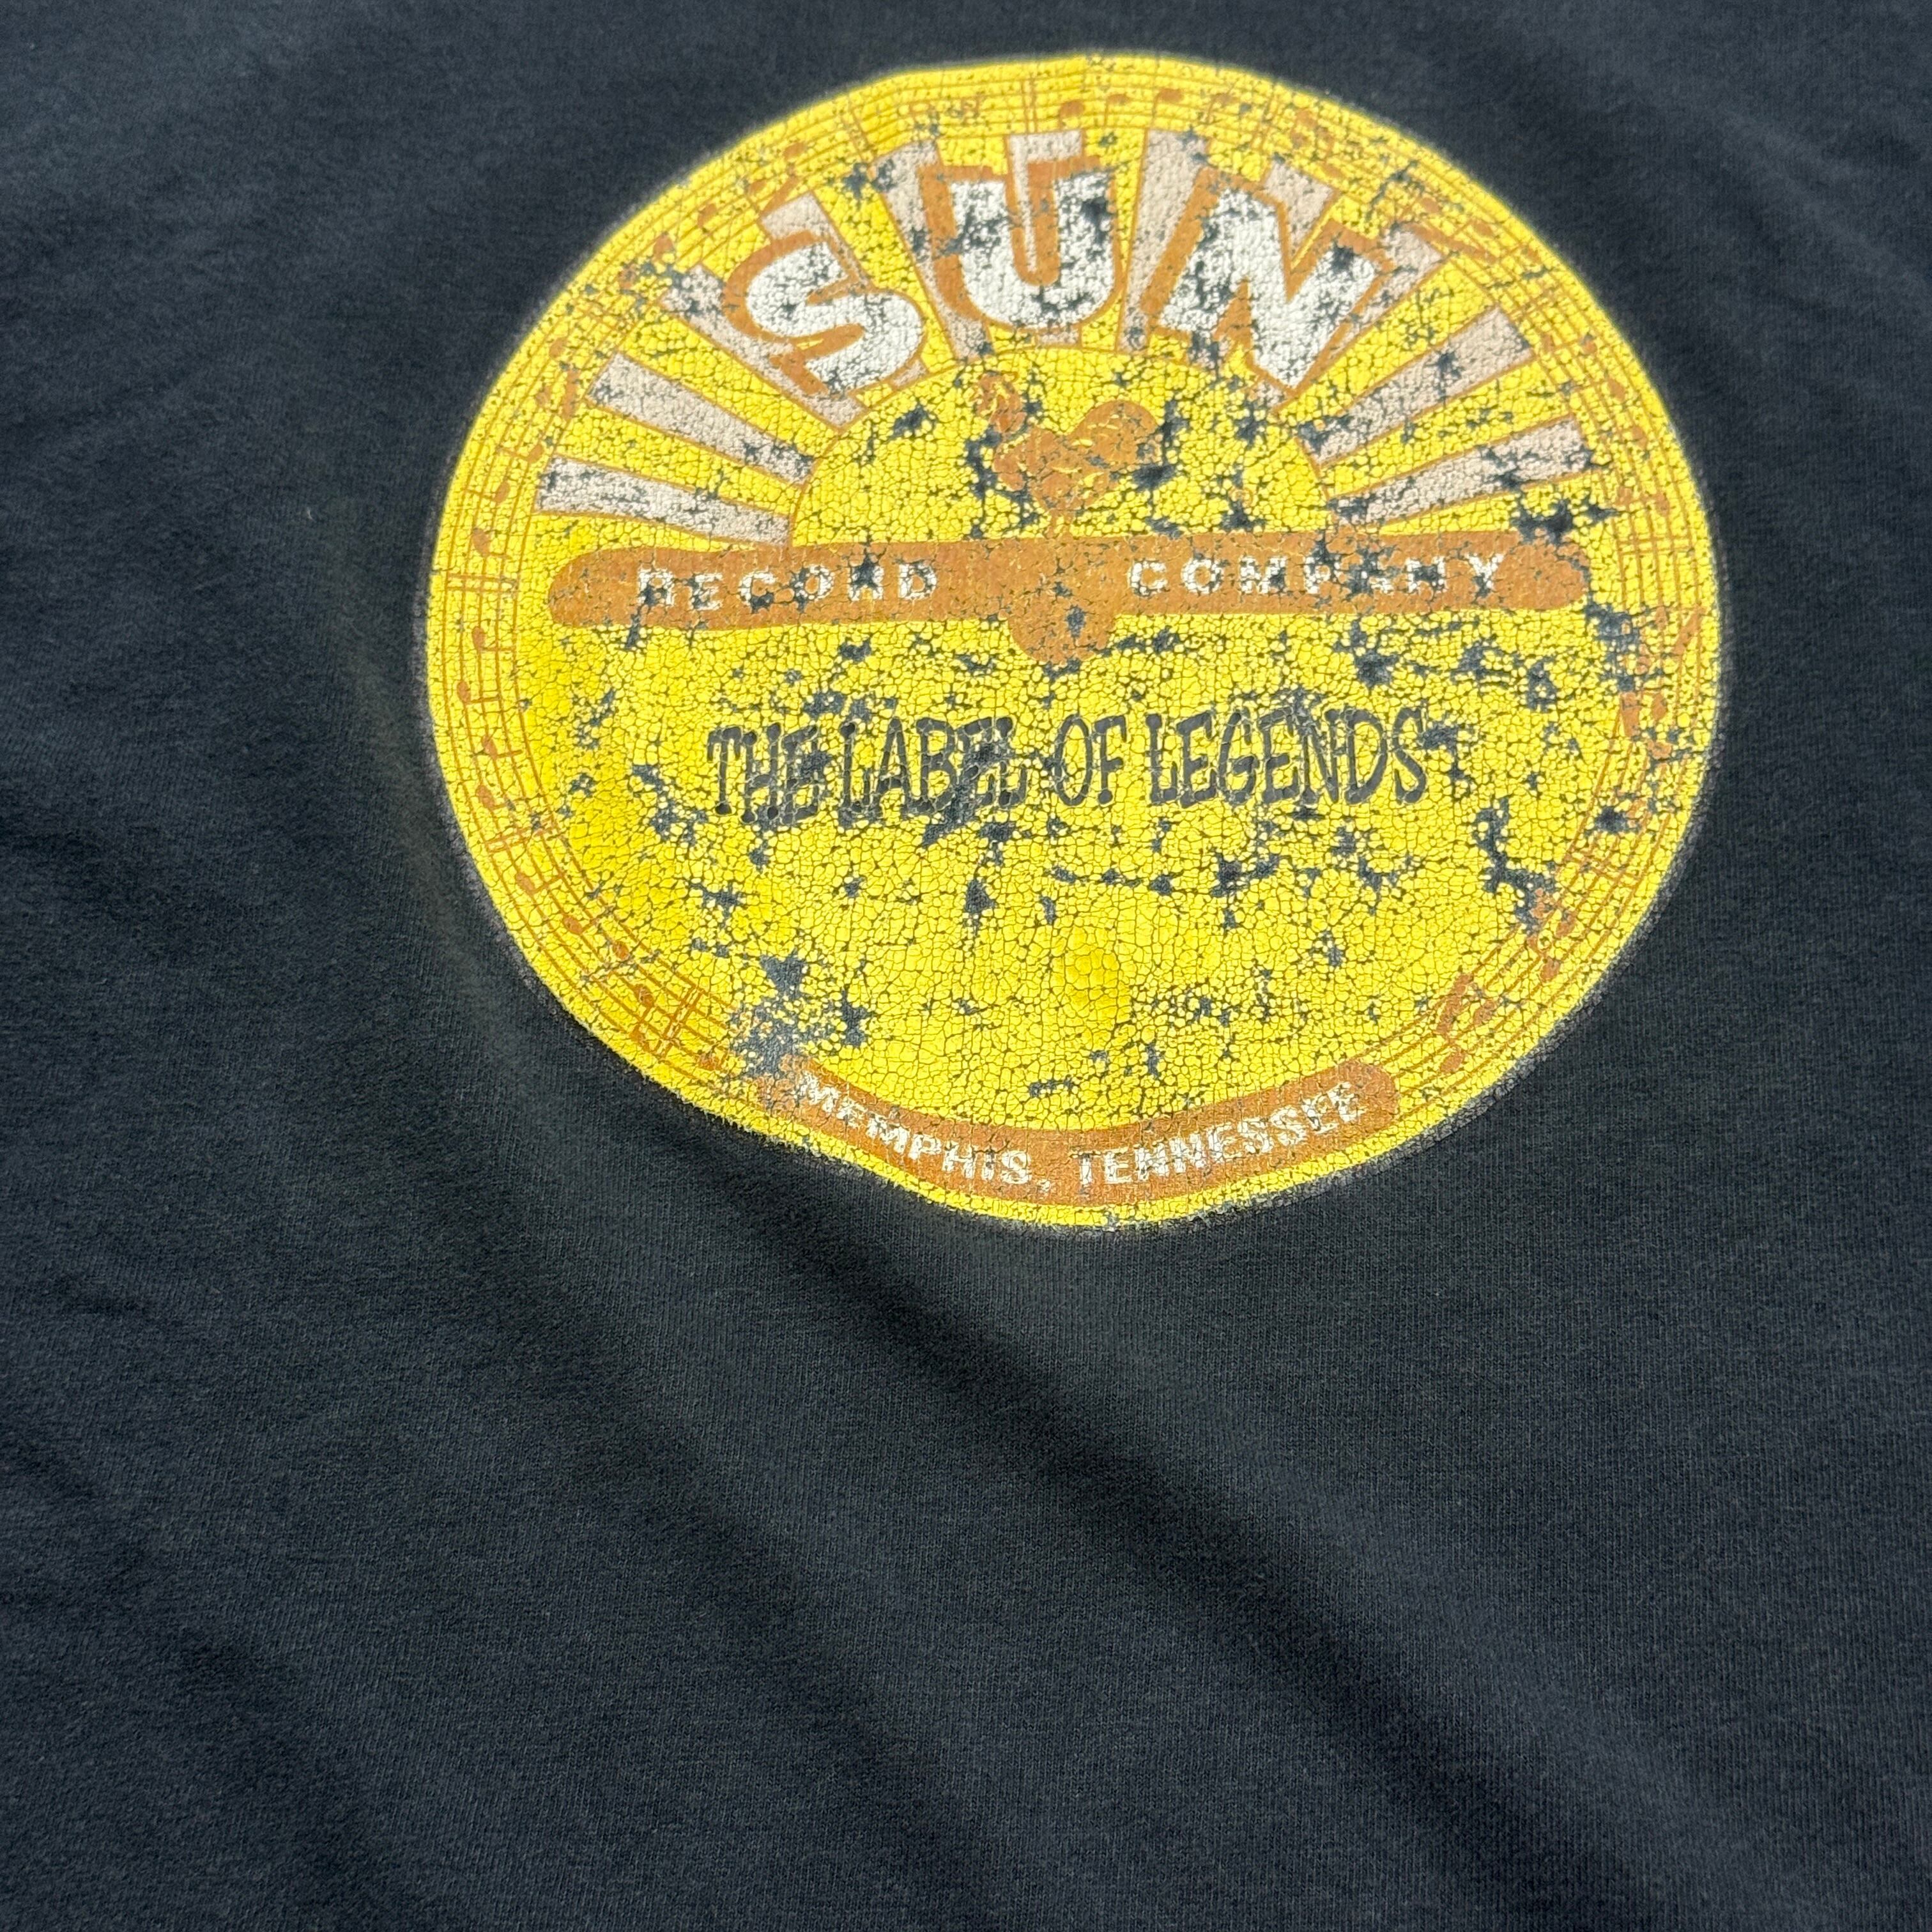 SUN
RECORD COMPANY
THE LABEL OF LEGENDS
MEMPHIS, TENNESSEE